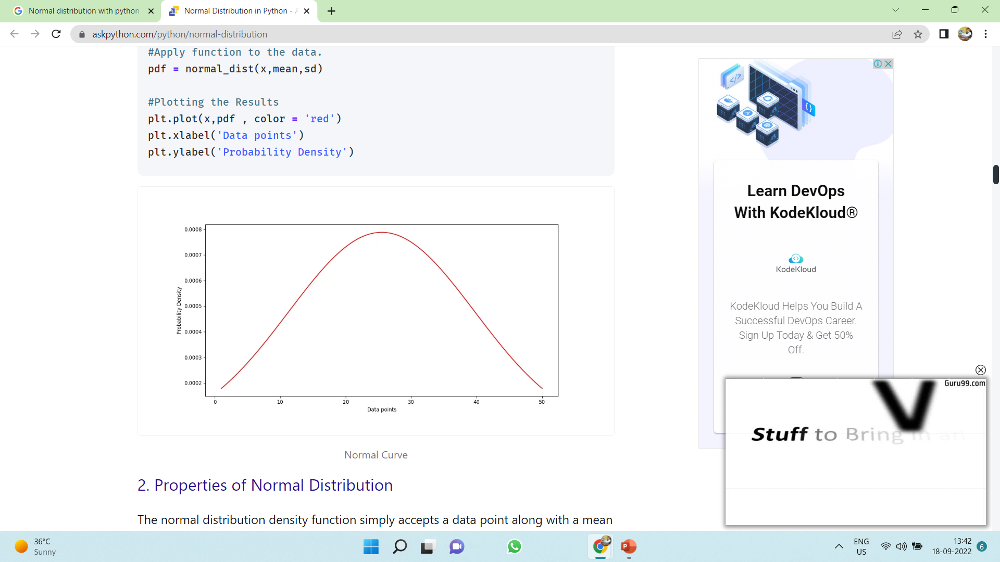 Normal distribution with python
Normal Distribution in Python - A
askpython.com/python/normal-distribution
#Apply function to the data.
pdf = normal_dist(x,mean,sd)
#Plotting the Results
plt.plot(x,pdf , color = 'red')
plt.xlabel('Data points')
plt.ylabel('Probability Density')
0.0008
0.0007
0.0006
0.0005
0.0004
0.0003
0.0002
Probability Density
0 10 20 30 40 50
Data points
Normal Curve
2. Properties of Normal Distribution
The normal distribution density function simply accepts a data point along with a mean
Learn DevOps
With KodeKloud®
KodeKloud
KodeKloud Helps You Build A
Successful DevOps Career.
Sign Up Today & Get 50%
Off.
Guru99.com
V
Stuff to Bring in an
36°C
Sunny
ENG
US
13:42
18-09-2022
6